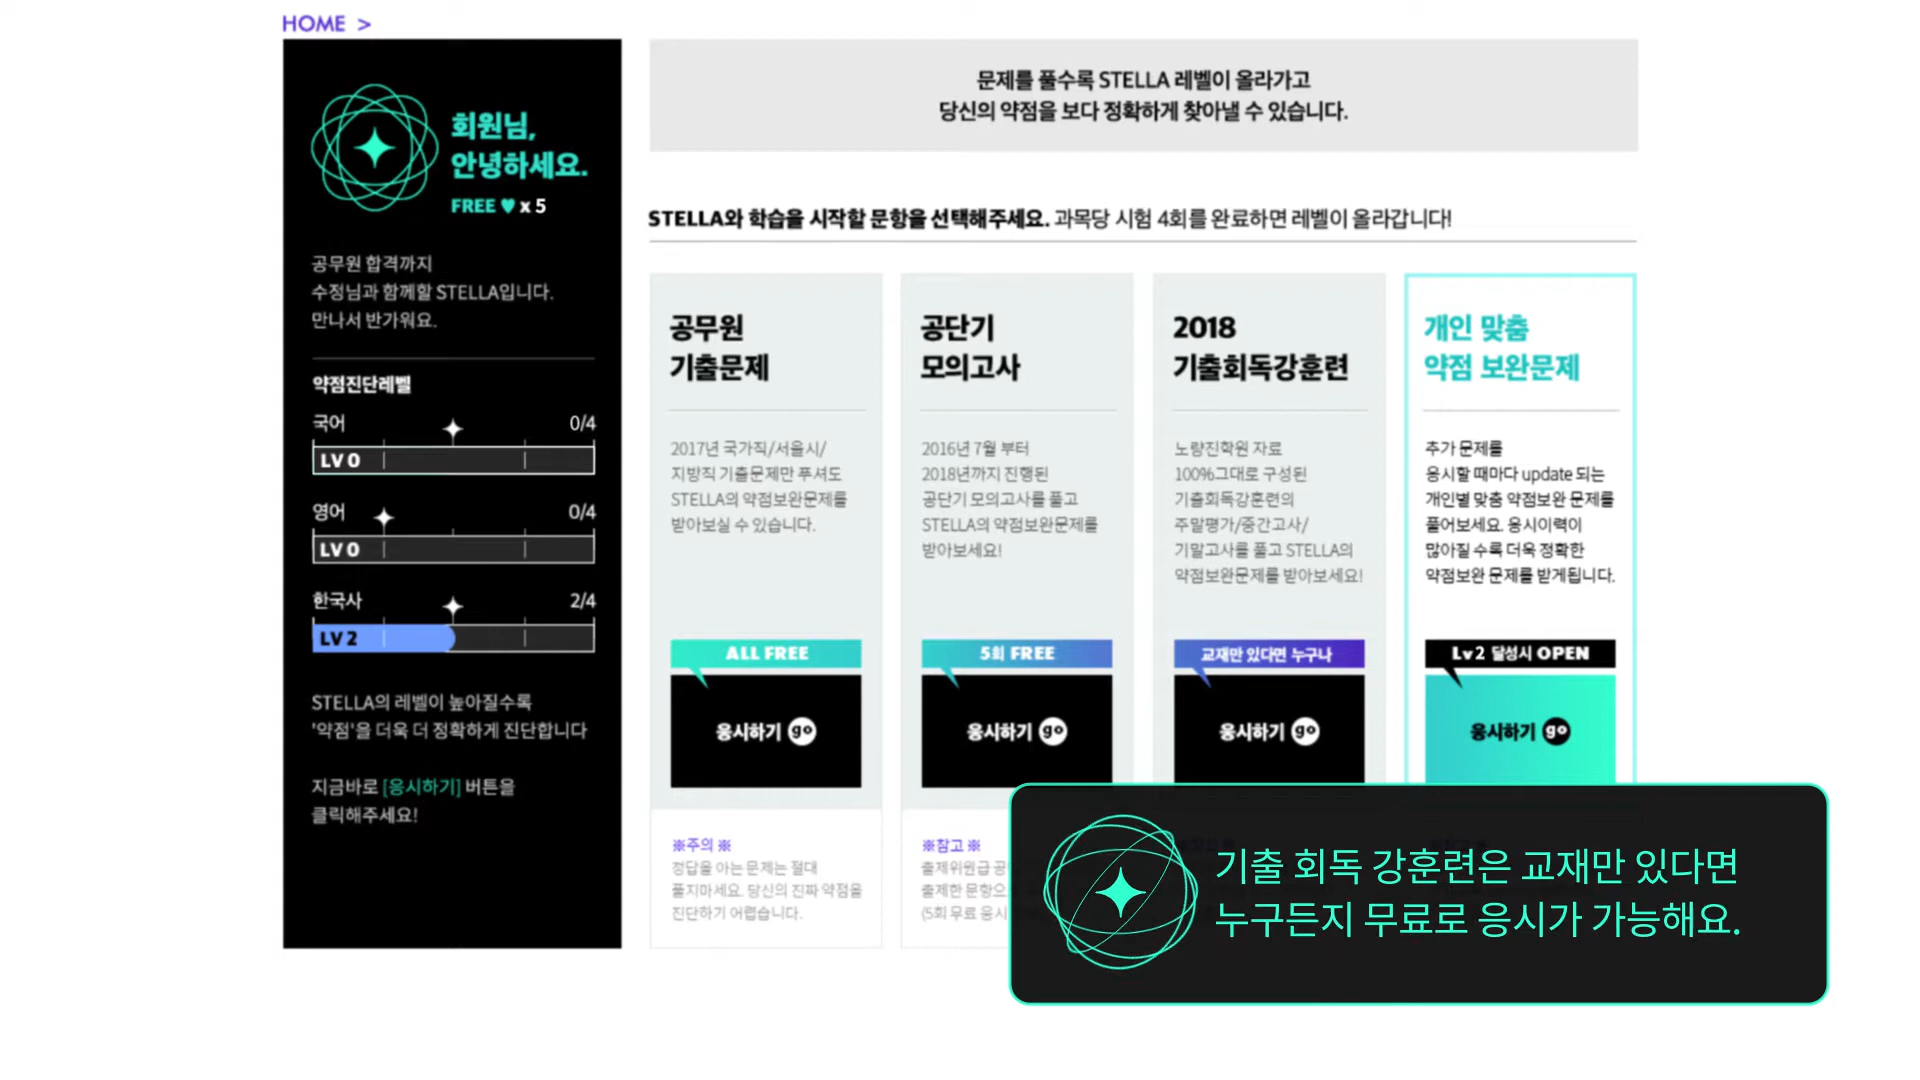 HOME >
회원님,
안녕하세요.
FREE ♥ x 5
공무원 합격까지
수정님과 함께할 STELLA입니다.
만나서 반가워요.
약점진단레벨
국어 0/4
LV 0
영어 0/4
LV 0
한국사 2/4
LV 2
STELLA의 레벨이 높아질수록
'약점'을 더욱 더 정확하게 진단합니다
지금바로 [응시하기] 버튼을
클릭해주세요!
문제를 풀수록 STELLA 레벨이 올라가고
당신의 약점을 보다 정확하게 찾아낼 수 있습니다.
STELLA와 학습을 시작할 문항을 선택해주세요. 과목당 시험 4회를 완료하면 레벨이 올라갑니다!
공무원
기출문제
2017년 국가직/서울시/
지방직 기출문제만 푸셔도
STELLA의 약점보완문제를
받아보실 수 있습니다.
ALL FREE
응시하기 go
※주의 ※
정답을 아는 문제는 절대
풀지마세요. 당신의 진짜 약점을
진단하기 어렵습니다.
공단기
모의고사
2016년 7월 부터
2018년까지 진행된
공단기 모의고사를 풀고
STELLA의 약점보완문제를
받아보세요!
5회 FREE
응시하기 go
※참고 ※
출제위원급
출제한 문항으
(5회 무료 응시
2018
기출회독강훈련
노량진학원 자료
100%그대로 구성된
기출회독강훈련의
주말평가/중간고사/
기말고사를 풀고 STELLA의
약점보완문제를 받아보세요!
교재만 있다면 누구나
응시하기 go
개인 맞춤
약점 보완문제
추가 문제를
응시할 때마다 update 되는
개인별 맞춤 약점보완 문제를
풀어보세요. 응시이력이
많아질 수록 더욱 정확한
약점보완 문제를 받게됩니다.
Lv2 달성시 OPEN
응시하기 go
기출 회독 강훈련은 교재만 있다면
누구든지 무료로 응시가 가능해요.